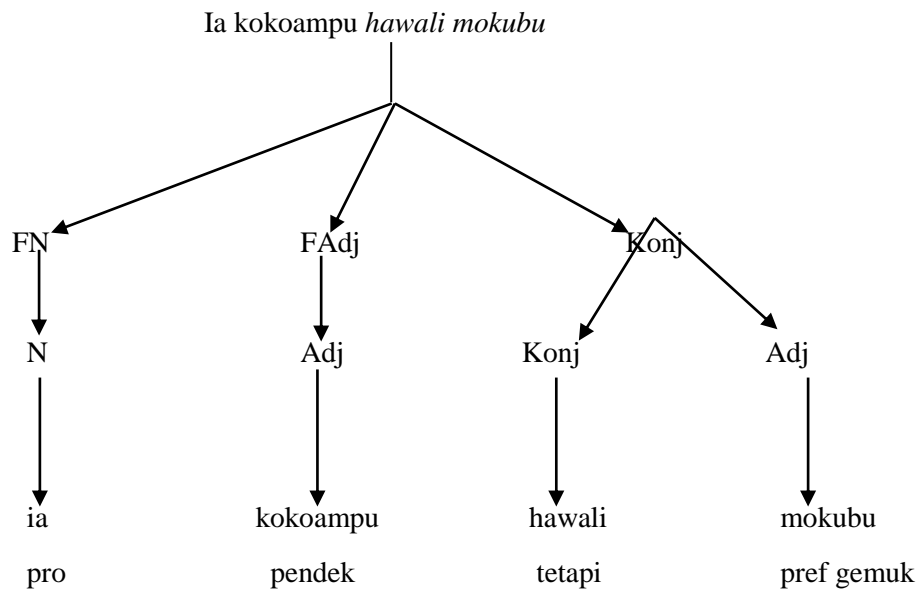 Ia kokoampu hawali mokubu
FN FAdj Konj
N Adj Konj Adj
ia kokoampu hawali mokubu
pro pendek tetapi pref gemuk